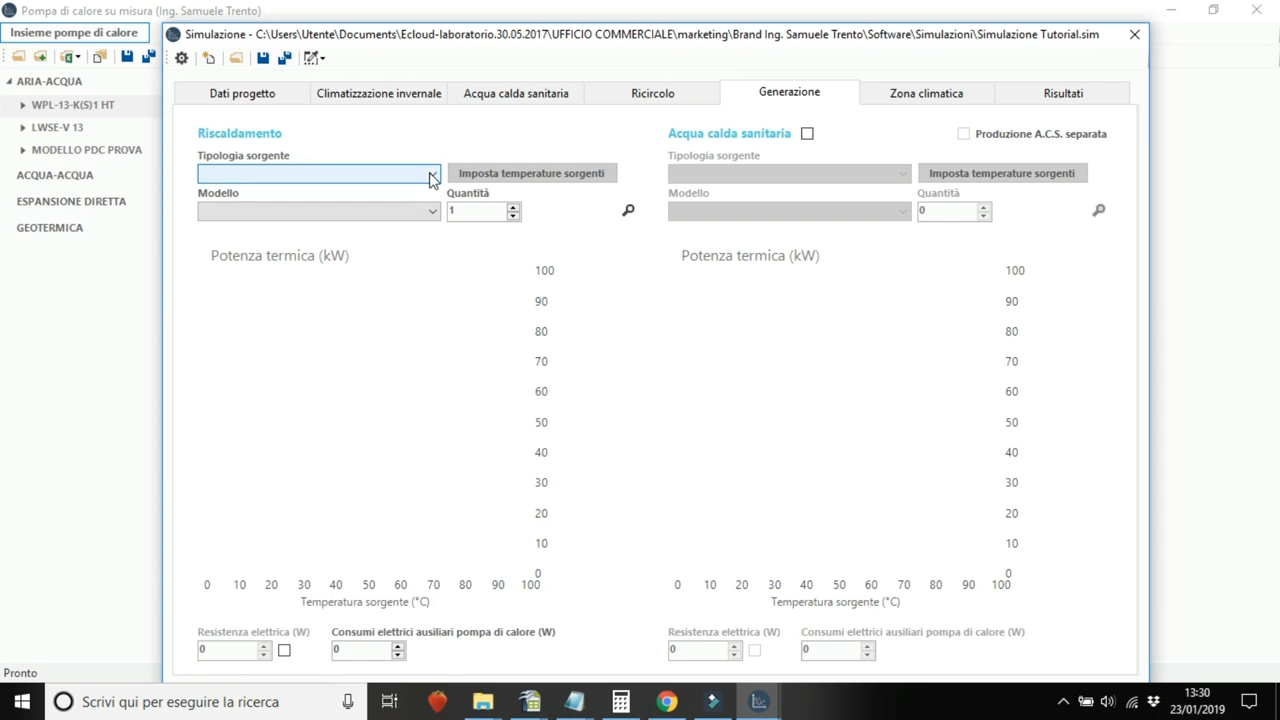 Pompa di calore su misura (Ing. Samuele Trento)
Insieme pompe di calore
ARIA-ACQUA
WPL-13-K(S)1 HT
LWSE-V 13
MODELLO PDC PROVA
ACQUA-ACQUA
ESPANSIONE DIRETTA
GEOTERMICA
Simulazione - C:\Users\Utente\Documents\Ecloud-laboratorio.30.05.2017\UFFICIO COMMERCIALE\marketing\Brand Ing. Samuele Trento\Software\Simulazioni\Simulazione Tutorial.sim
Dati progetto Climatizzazione invernale Acqua calda sanitaria Ricircolo Generazione Zona climatica Risultati
Riscaldamento
Tipologia sorgente
Imposta temperature sorgenti
Modello Quantità
1
Potenza termica (kW)
100
90
80
70
60
50
40
30
20
10
0
0 10 20 30 40 50 60 70 80 90 100
Temperatura sorgente (°C)
Resistenza elettrica (W) Consumi elettrici ausiliari pompa di calore (W)
0 0
Acqua calda sanitaria Produzione A.C.S. separata
Tipologia sorgente
Imposta temperature sorgenti
Modello Quantità
0
Potenza termica (kW)
100
90
80
70
60
50
40
30
20
10
0
0 10 20 30 40 50 60 70 80 90 100
Temperatura sorgente (°C)
Resistenza elettrica (W) Consumi elettrici ausiliari pompa di calore (W)
0 0
Pronto
Scrivi qui per eseguire la ricerca
13:30
23/01/2019